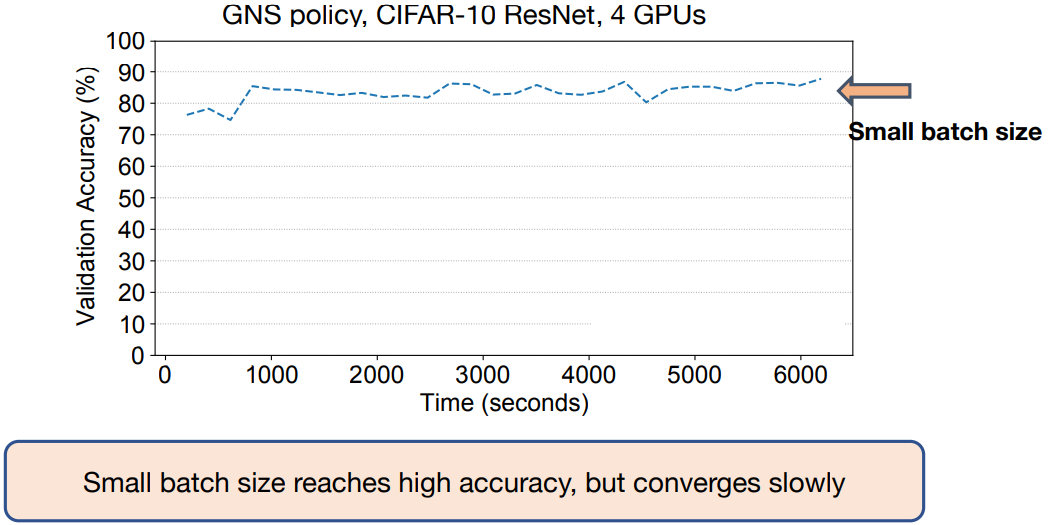 GNS policy, CIFAR-10 ResNet, 4 GPUs
100
90
80
70
60
50
40
30
20
10
0
Validation Accuracy (%)
0 1000 2000 3000 4000 5000 6000
Time (seconds)
Small batch size
Small batch size reaches high accuracy, but converges slowly